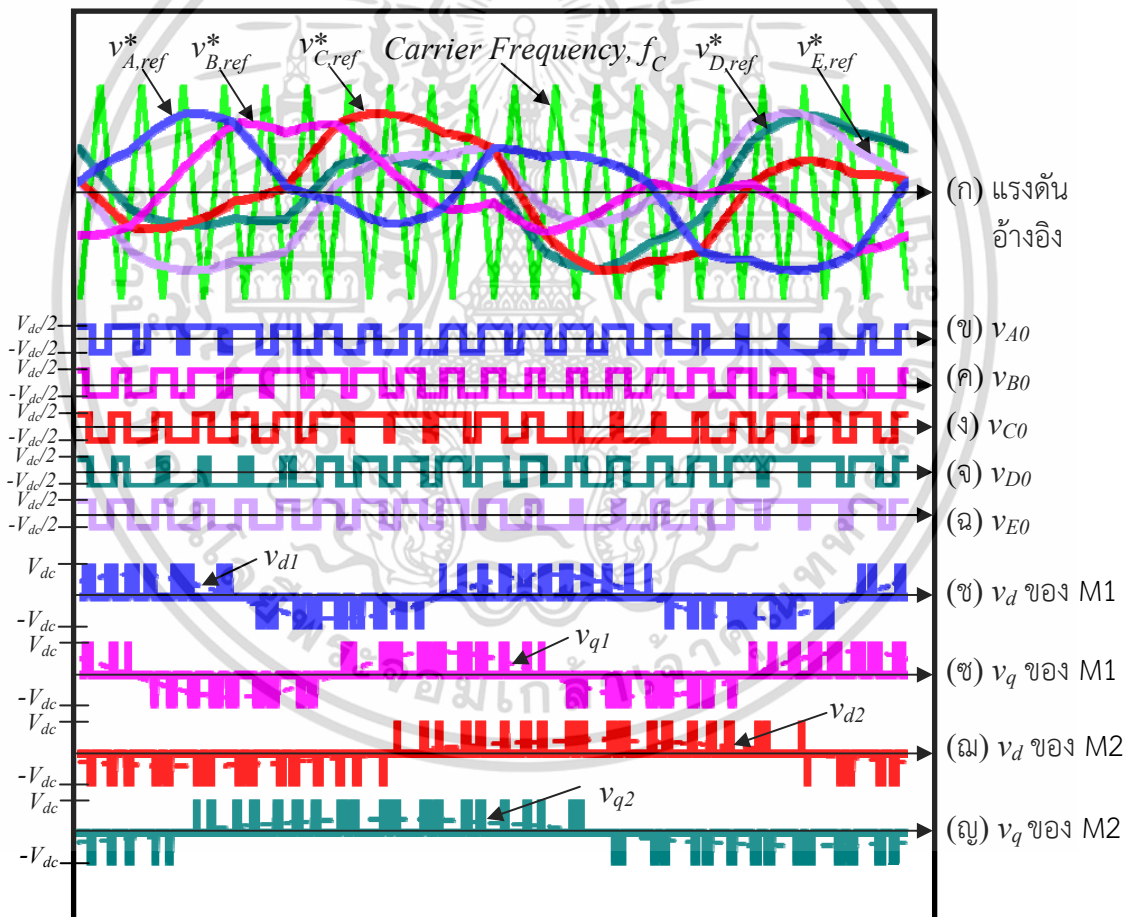 v*A,ref v*B,ref v*C,ref Carrier Frequency, fC v*D,ref v*E,ref
(ก) แรงดัน
อ้างอิง
Vdc/2
-Vdc/2
(ข) vA0
Vdc/2
-Vdc/2
(ค) vB0
Vdc/2
-Vdc/2
(ง) vC0
Vdc/2
-Vdc/2
(จ) vD0
Vdc/2
-Vdc/2
(ฉ) vE0
Vdc
vd1
(ช) vd ของ M1
-Vdc
Vdc
vq1
(ซ) vq ของ M1
-Vdc
Vdc
vd2
(ฌ) vd ของ M2
-Vdc
Vdc
vq2
(ญ) vq ของ M2
-Vdc